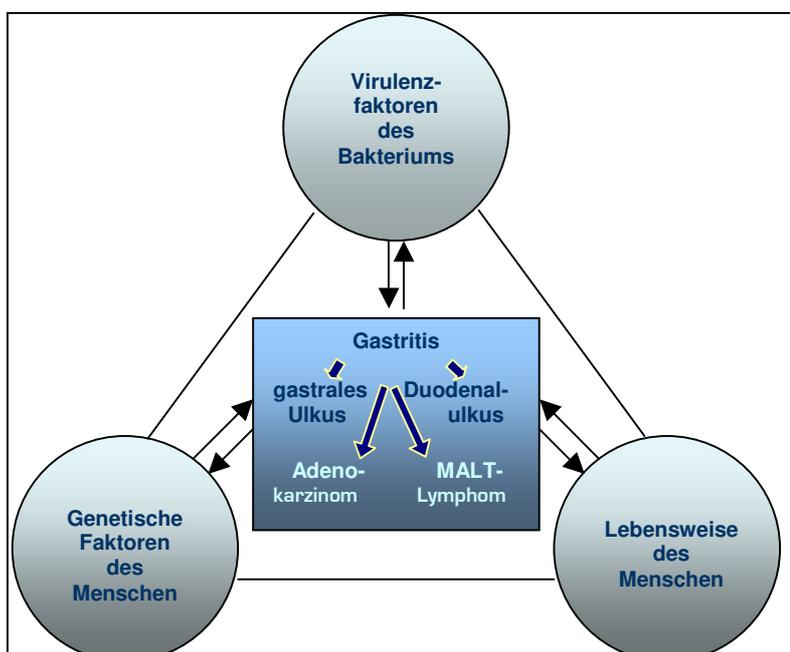 Virulenz-
faktoren
des
Bakteriums
Gastritis
gastrales
Ulkus
Duodenal-
ulkus
Adeno-
karzinom
MALT-
Lymphom
Genetische
Faktoren
des
Menschen
Lebensweise
des
Menschen